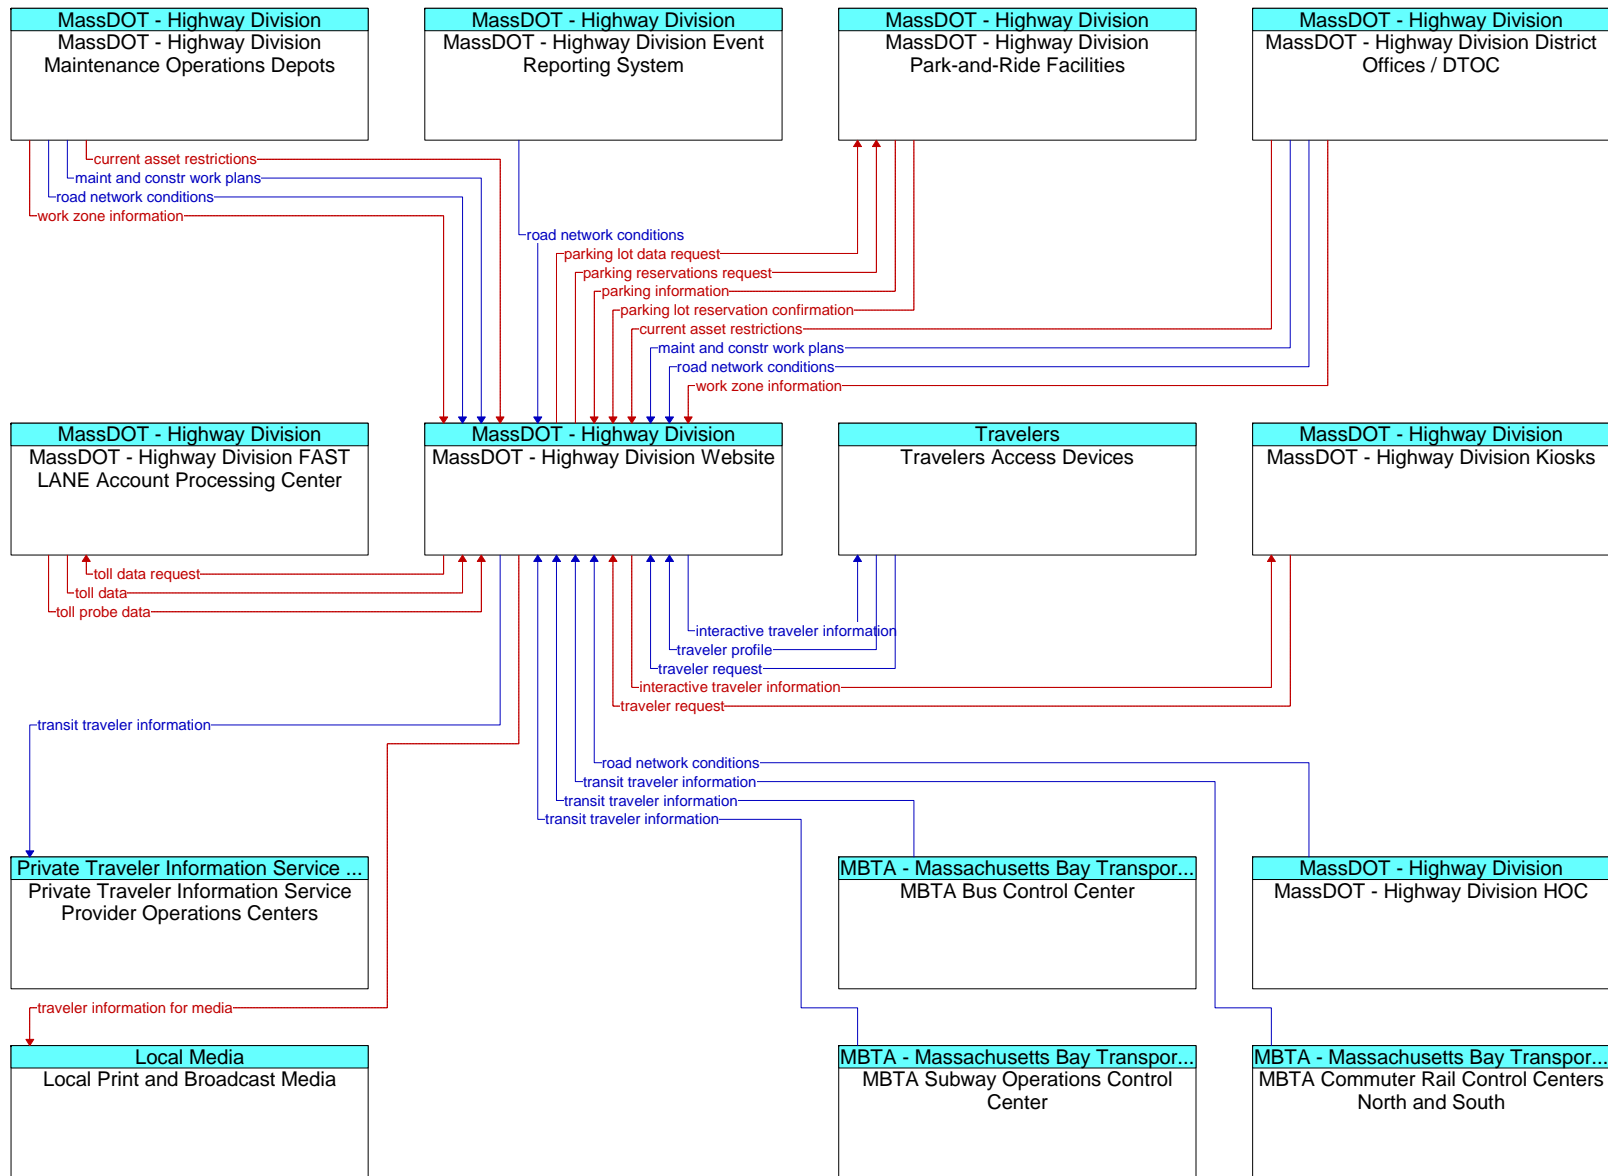 MassDOT - Highway Division
MassDOT - Highway Division
Maintenance Operations Depots
MassDOT - Highway Division
MassDOT - Highway Division Event
Reporting System
MassDOT - Highway Division
MassDOT - Highway Division
Park-and-Ride Facilities
MassDOT - Highway Division
MassDOT - Highway Division District
Offices / DTOC
current asset restrictions
maint and constr work plans
road network conditions
work zone information
road network conditions
parking lot data request
parking reservations request
parking information
parking lot reservation confirmation
current asset restrictions
maint and constr work plans
road network conditions
work zone information
MassDOT - Highway Division
MassDOT - Highway Division FAST
LANE Account Processing Center
MassDOT - Highway Division
MassDOT - Highway Division Website
Travelers
Travelers Access Devices
MassDOT - Highway Division
MassDOT - Highway Division Kiosks
toll data request
toll data
toll probe data
interactive traveler information
traveler profile
traveler request
interactive traveler information
traveler request
transit traveler information
road network conditions
transit traveler information
transit traveler information
transit traveler information
Private Traveler Information Service ...
Private Traveler Information Service
Provider Operations Centers
MBTA - Massachusetts Bay Transpor...
MBTA Bus Control Center
MassDOT - Highway Division
MassDOT - Highway Division HOC
traveler information for media
Local Media
Local Print and Broadcast Media
MBTA - Massachusetts Bay Transpor...
MBTA Subway Operations Control
Center
MBTA - Massachusetts Bay Transpor...
MBTA Commuter Rail Control Centers
North and South